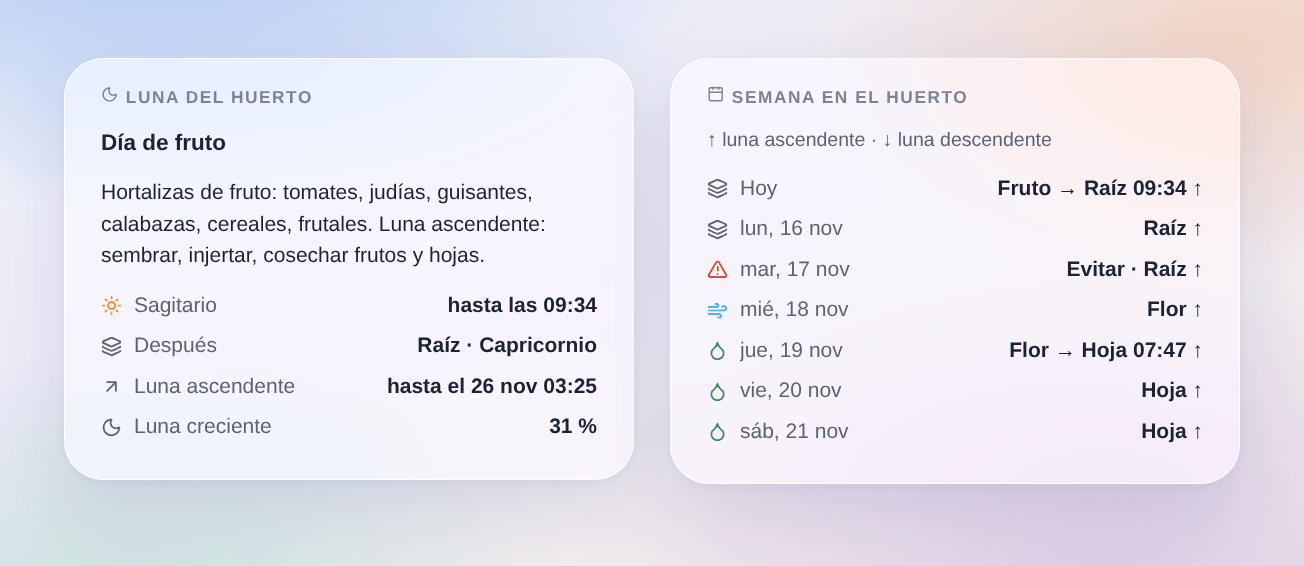 LUNA DEL HUERTO
Día de fruto
Hortalizas de fruto: tomates, judías, guisantes,
calabazas, cereales, frutales. Luna ascendente:
sembrar, injertar, cosechar frutos y hojas.
Sagitario hasta las 09:34
Después Raíz · Capricornio
Luna ascendente hasta el 26 nov 03:25
Luna creciente 31 %
SEMANA EN EL HUERTO
↑ luna ascendente · ↓ luna descendente
Hoy Fruto → Raíz 09:34 ↑
lun, 16 nov Raíz ↑
mar, 17 nov Evitar · Raíz ↑
mié, 18 nov Flor ↑
jue, 19 nov Flor → Hoja 07:47 ↑
vie, 20 nov Hoja ↑
sáb, 21 nov Hoja ↑